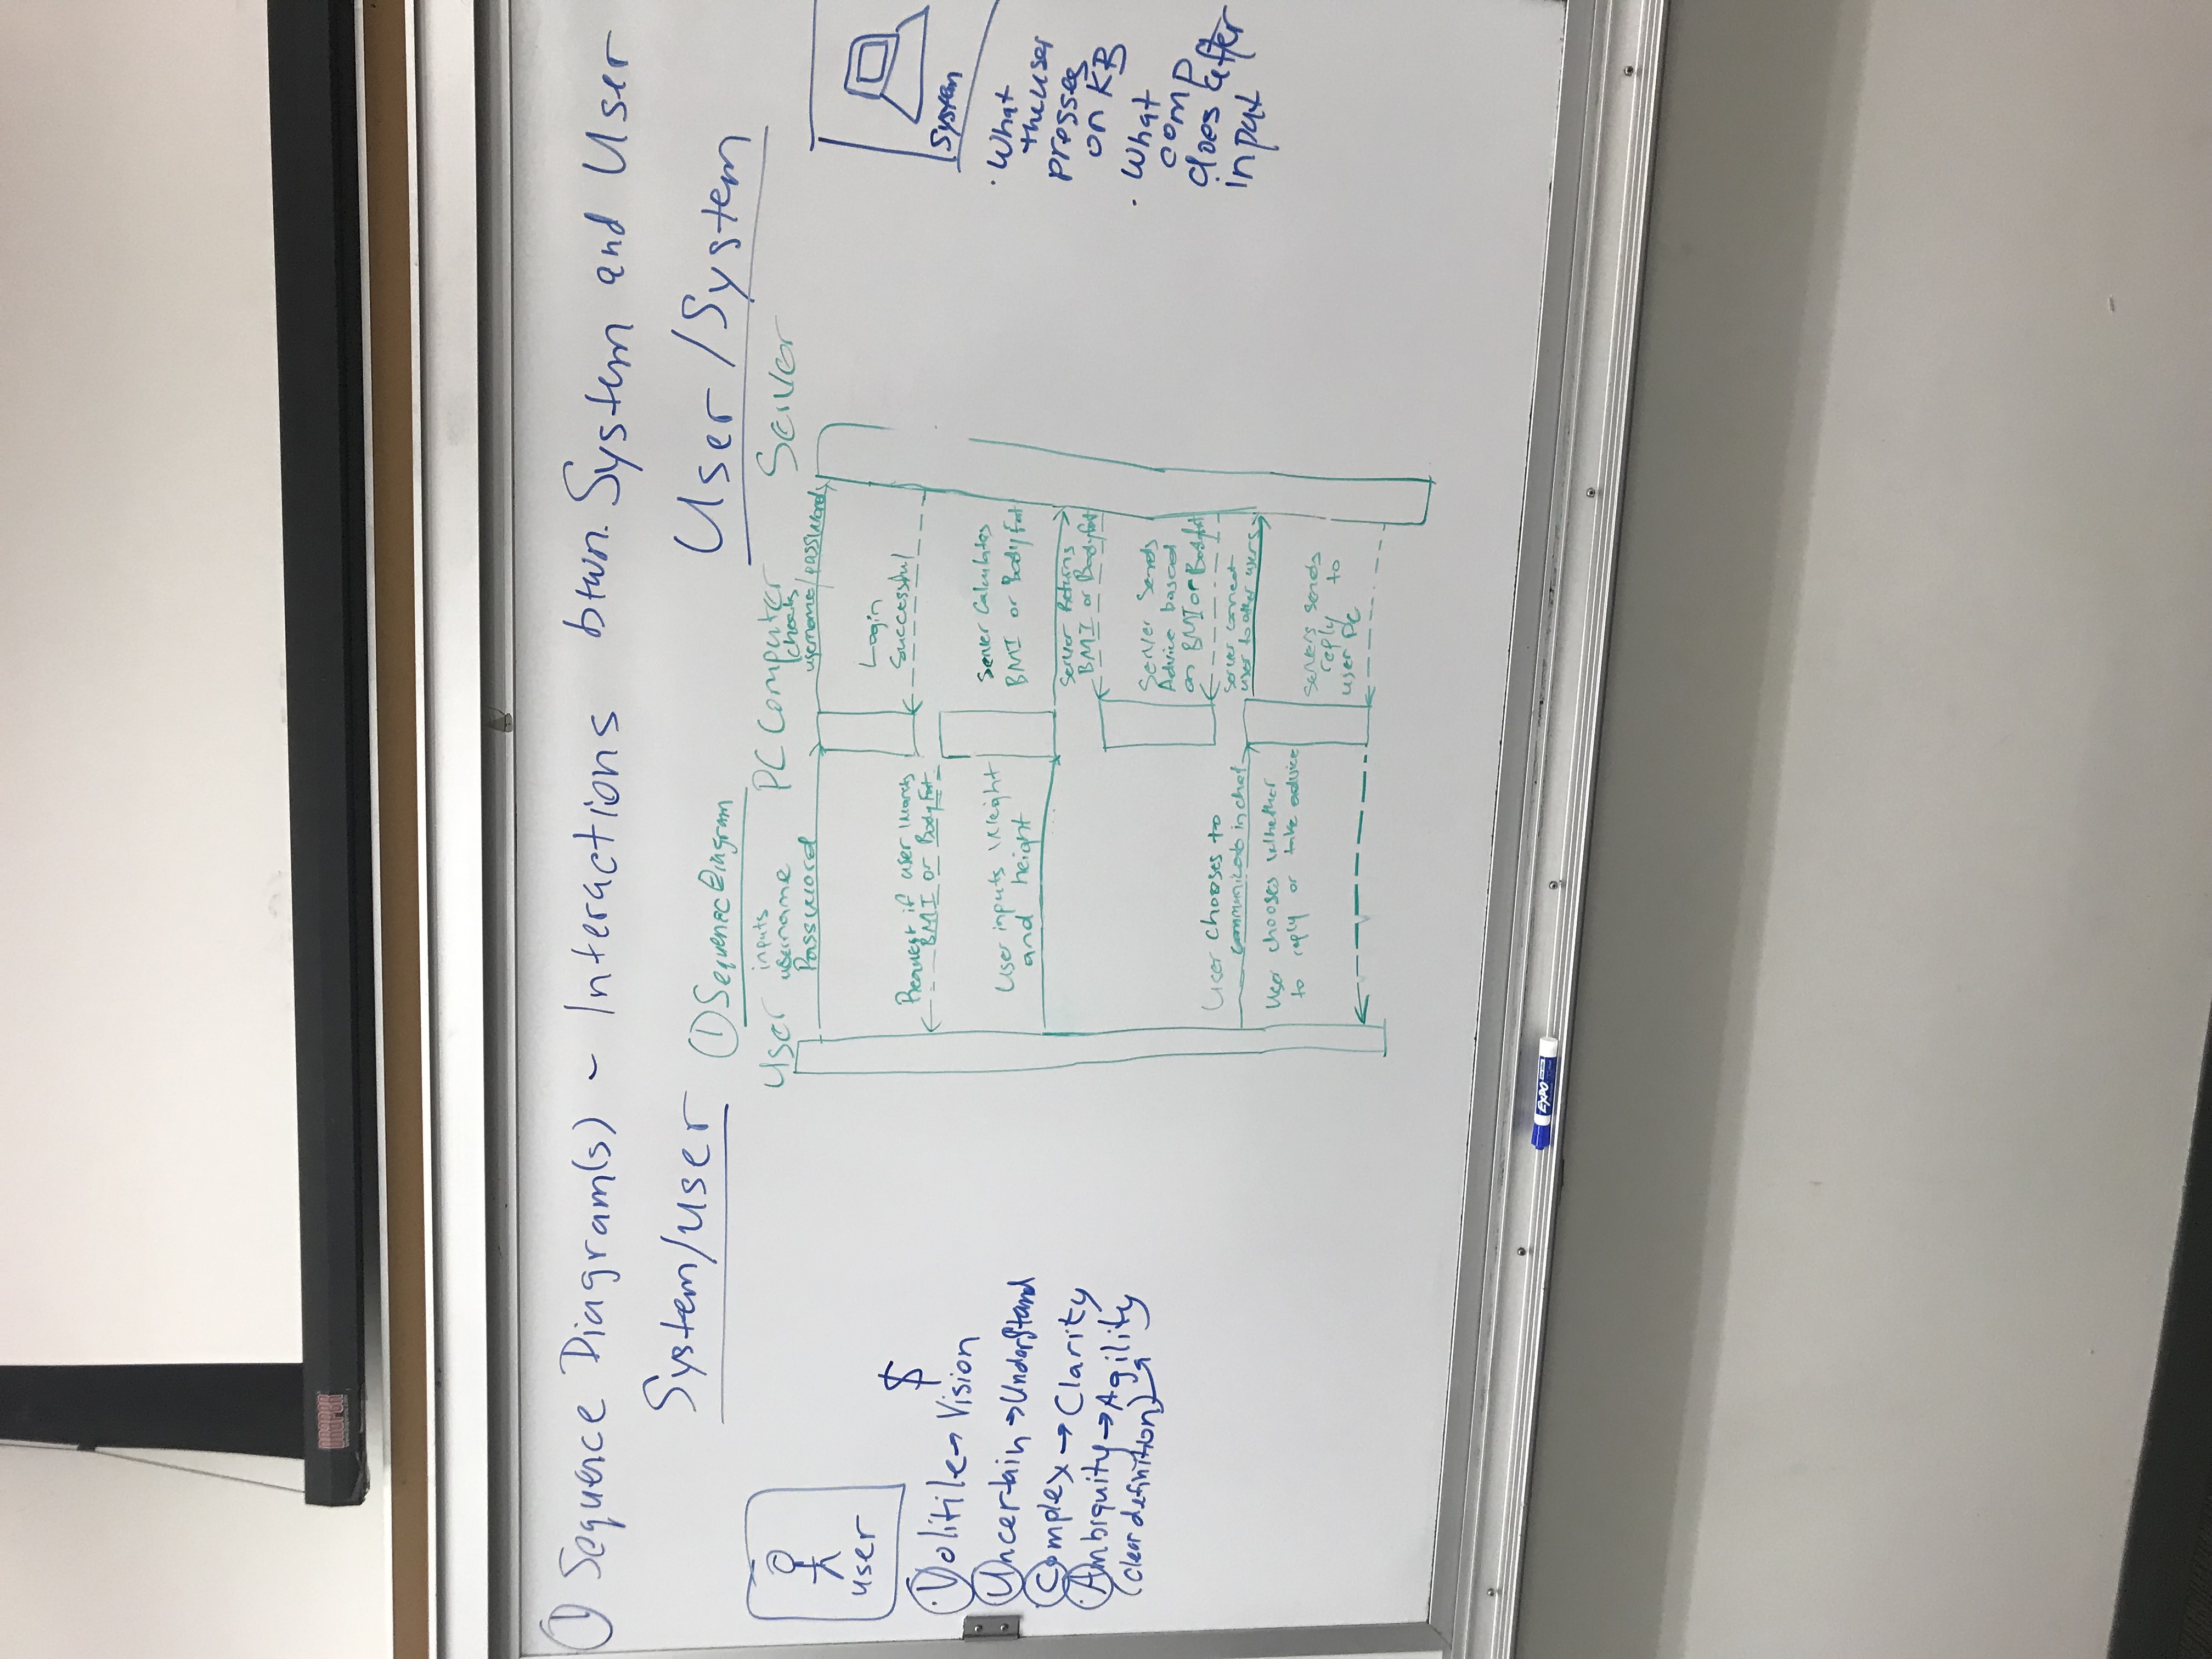 DRAPER
① Sequence Diagram(s) - Interactions btwn. System and User
System/user
User/System
user
$
Volitile → Vision
Uncertain → Understand
Complex → Clarity
Ambiquity → Agility
(clear definition)
① Sequence Diagram
User
PC Computer
Server
inputs
username
Password
checks
username/password
Login
Successful
Request if user wants
BMI or Bodyfat
User inputs Weight
and height
Server Calculates
BMI or Bodyfat
Server Returns
BMI or Bodyfat
Server Sends
Advice based
on BMI or Bodyfat
User chooses to
communicate in chat
Server connect
user to other users
User chooses whether
to reply or take advice
Servers sends
reply to
user PC
System
· What
the user
presses
on KB
· What
comp
does after
input
EXPO